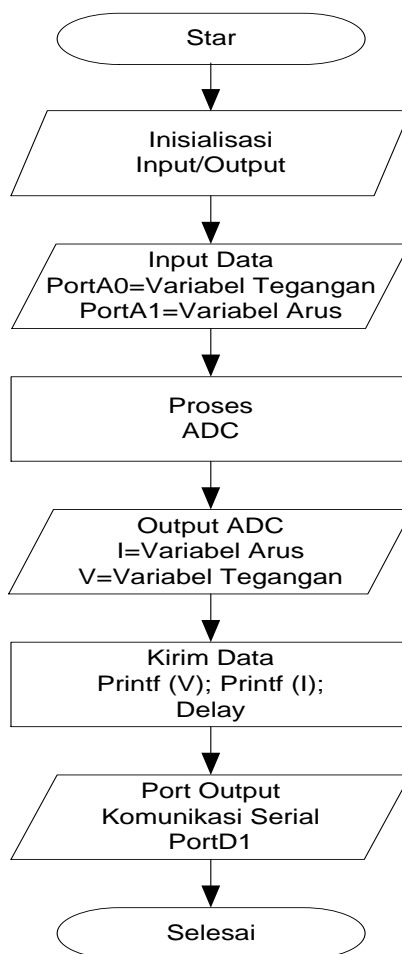 Star
Inisialisasi
Input/Output
Input Data
PortA0=Variabel Tegangan
PortA1=Variabel Arus
Proses
ADC
Output ADC
I=Variabel Arus
V=Variabel Tegangan
Kirim Data
Printf (V); Printf (I);
Delay
Port Output
Komunikasi Serial
PortD1
Selesai